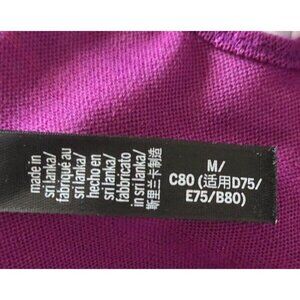 made in
sri lanka/
fabriqué au
sri lanka/
hecho en
sri lanka/
fabbricato
in sri lanka/
斯里兰卡制造
M/
C80 (适用D75/
E75/B80)